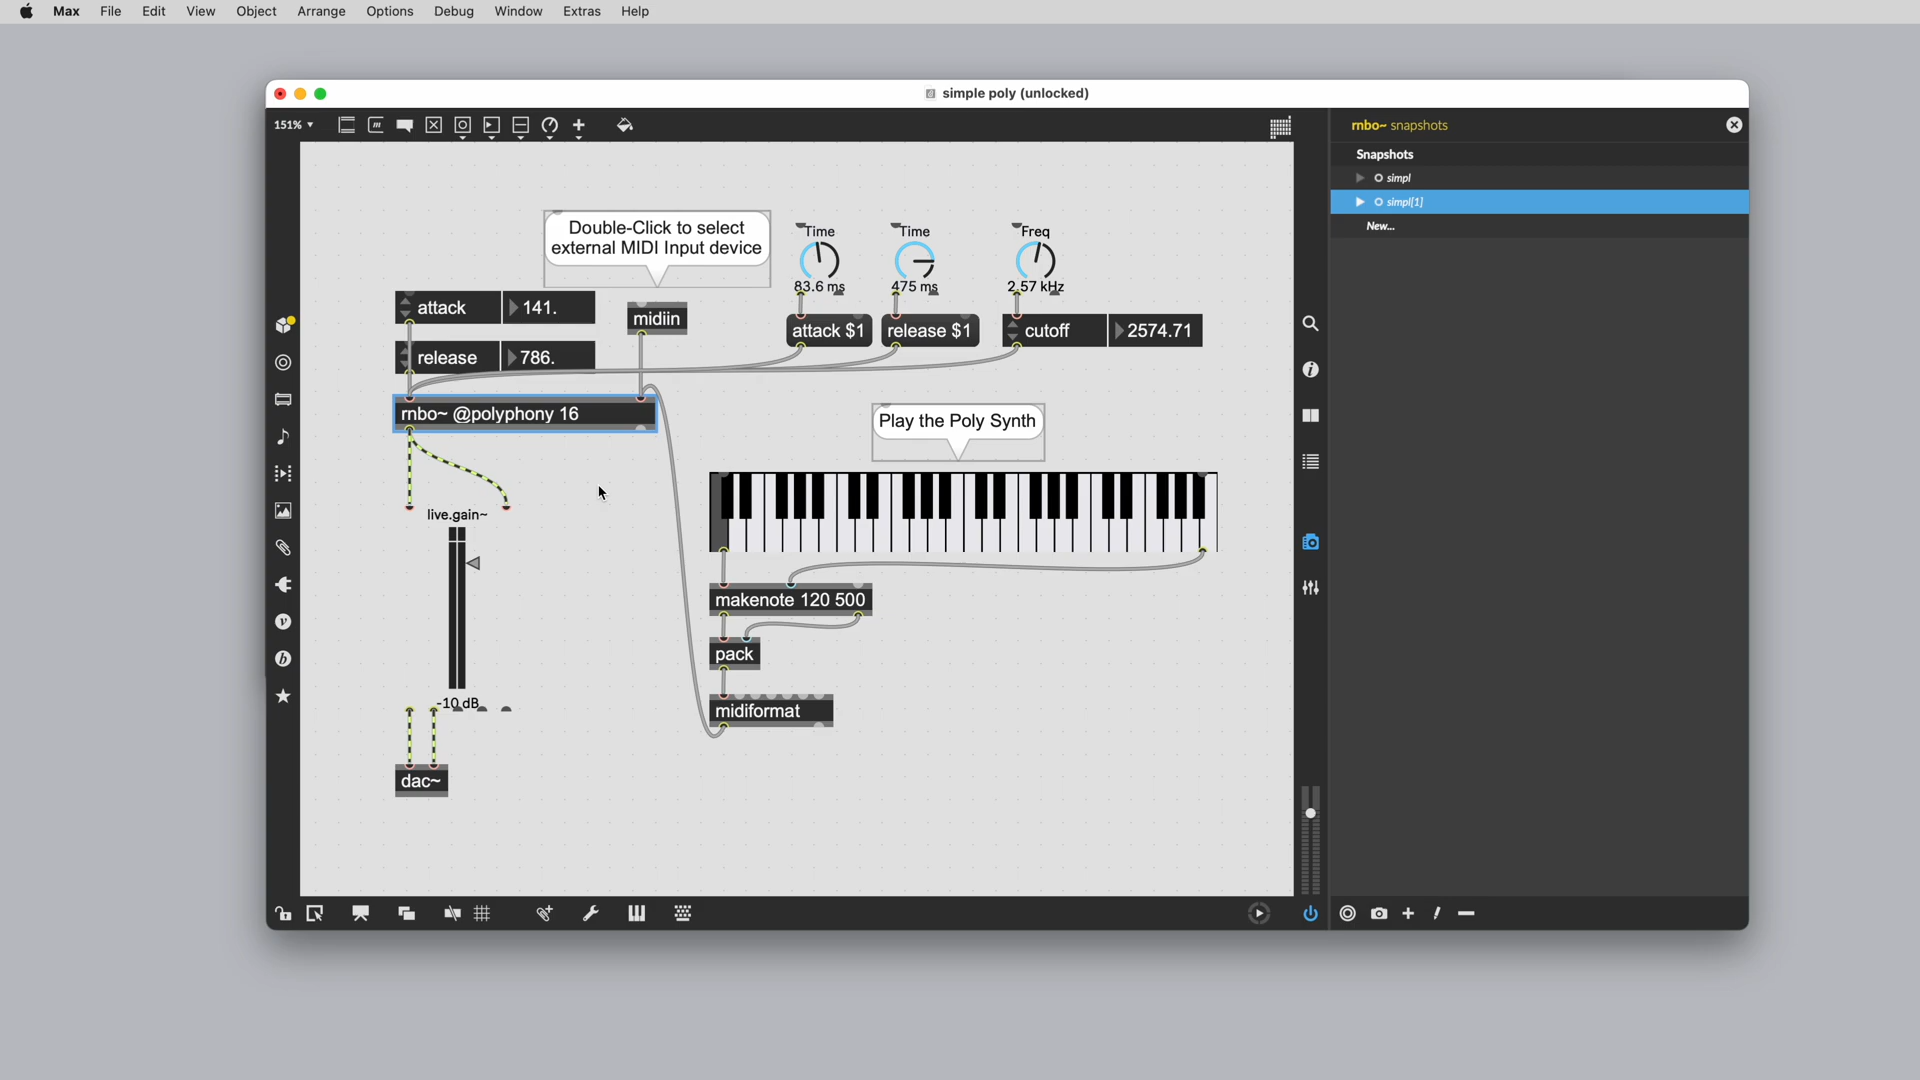 Max File Edit View Object Arrange Options Debug Window Extras Help
simple poly (unlocked)
151%
rnbo~ snapshots
Snapshots
simpl
simpl[1]
New...
Double-Click to select
external MIDI Input device
Time
Time
Freq
83.6 ms
475 ms
2.57 kHz
attack 141.
midiin
attack $1
release $1
cutoff 2574.71
release 786.
rnbo~ @polyphony 16
Play the Poly Synth
live.gain~
makenote 120 500
pack
-10 dB
midiformat
dac~